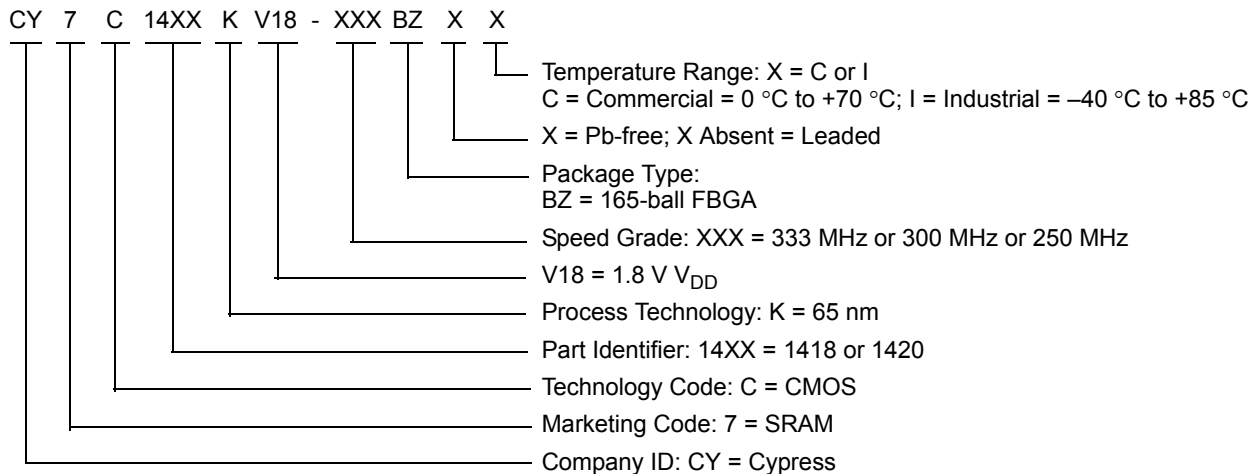 CY 7 C 14XX K V18 - XXX BZ X X
Temperature Range: X = C or I
C = Commercial = 0 °C to +70 °C; I = Industrial = –40 °C to +85 °C
X = Pb-free; X Absent = Leaded
Package Type:
BZ = 165-ball FBGA
Speed Grade: XXX = 333 MHz or 300 MHz or 250 MHz
V18 = 1.8 V VDD
Process Technology: K = 65 nm
Part Identifier: 14XX = 1418 or 1420
Technology Code: C = CMOS
Marketing Code: 7 = SRAM
Company ID: CY = Cypress